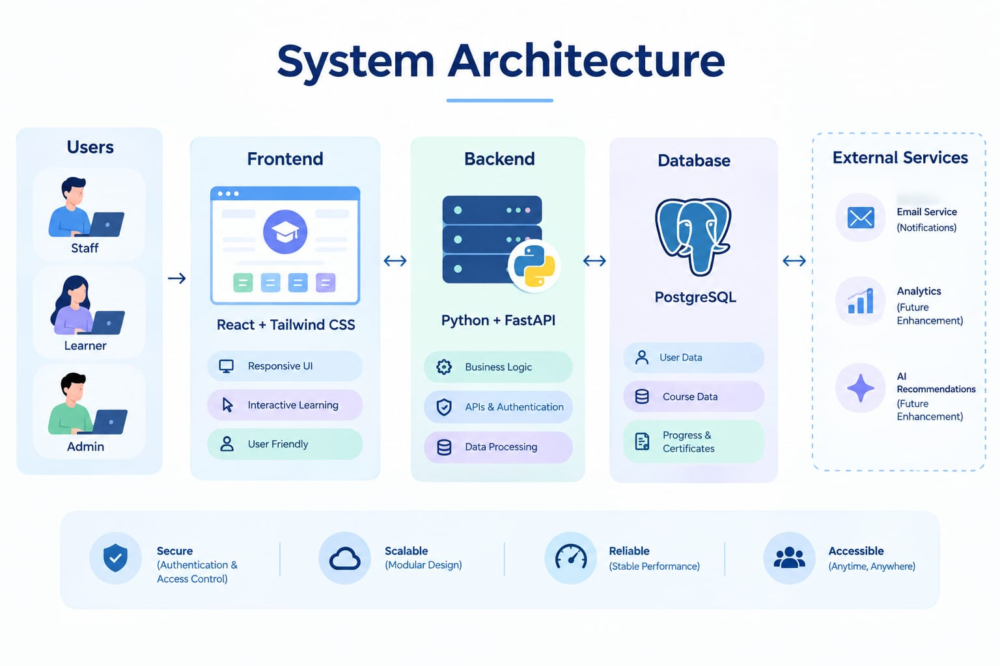 System Architecture
Users
Staff
Learner
Admin
Frontend
React + Tailwind CSS
Responsive UI
Interactive Learning
User Friendly
Backend
Python + FastAPI
Business Logic
APIs & Authentication
Data Processing
Database
PostgreSQL
User Data
Course Data
Progress &
Certificates
External Services
Email Service
(Notifications)
Analytics
(Future
Enhancement)
AI
Recommendations
(Future
Enhancement)
Secure
(Authentication &
Access Control)
Scalable
(Modular Design)
Reliable
(Stable Performance)
Accessible
(Anytime, Anywhere)